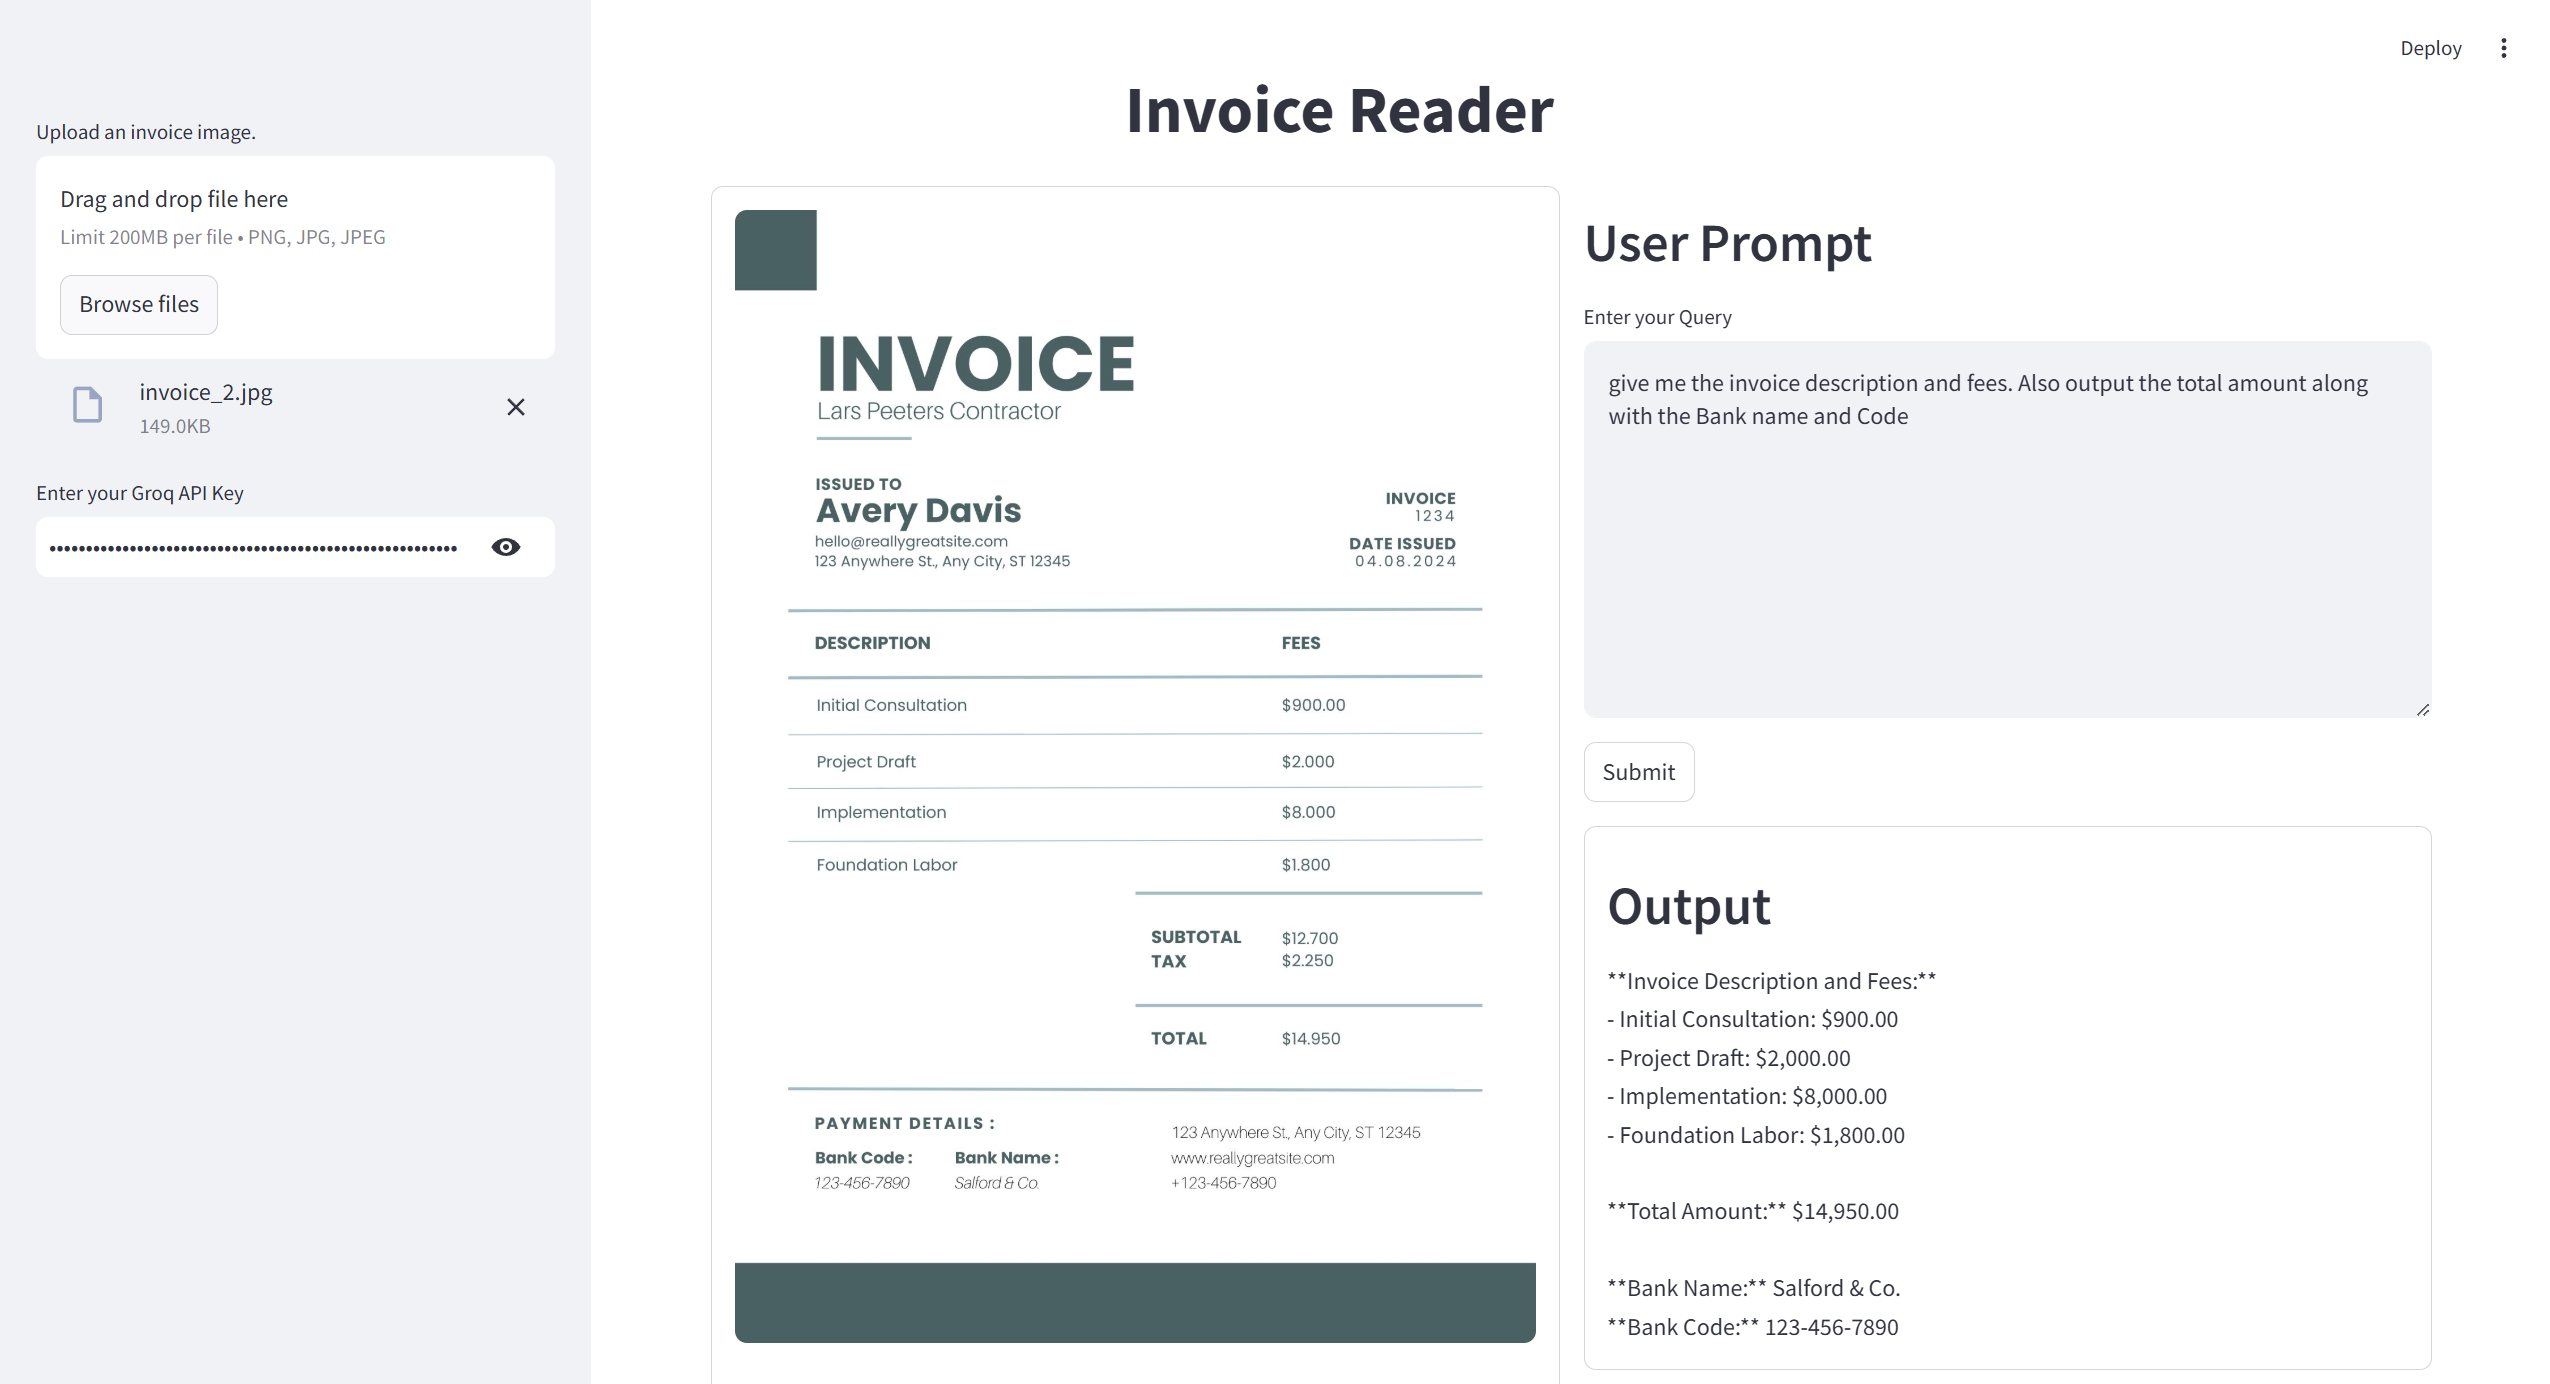 Deploy
Upload an invoice image.
Drag and drop file here
Limit 200MB per file • PNG, JPG, JPEG
Browse files
invoice_2.jpg
149.0KB
Enter your Groq API Key
Invoice Reader
INVOICE
Lars Peeters Contractor
ISSUED TO
Avery Davis
hello@reallygreatsite.com
123 Anywhere St., Any City, ST 12345
INVOICE
1234
DATE ISSUED
04.08.2024
DESCRIPTION FEES
Initial Consultation $900.00
Project Draft $2.000
Implementation $8.000
Foundation Labor $1.800
SUBTOTAL $12.700
TAX $2.250
TOTAL $14.950
PAYMENT DETAILS :
Bank Code : Bank Name :
123-456-7890 Salford & Co.
123 Anywhere St., Any City, ST 12345
www.reallygreatsite.com
+123-456-7890
User Prompt
Enter your Query
give me the invoice description and fees. Also output the total amount along
with the Bank name and Code
Submit
Output
**Invoice Description and Fees:**
- Initial Consultation: $900.00
- Project Draft: $2,000.00
- Implementation: $8,000.00
- Foundation Labor: $1,800.00
**Total Amount:** $14,950.00
**Bank Name:** Salford & Co.
**Bank Code:** 123-456-7890